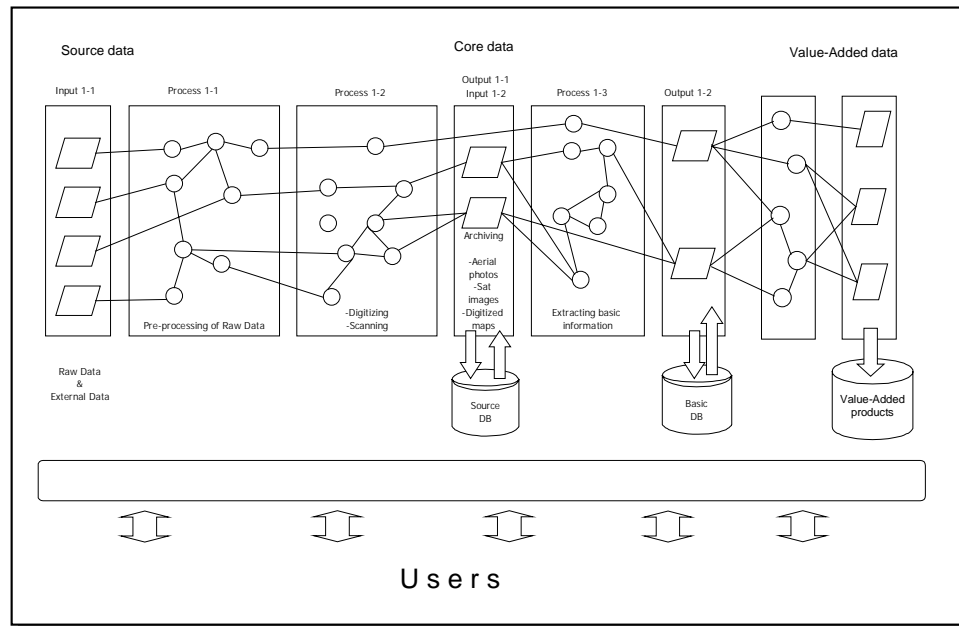 Source data
Core data
Value-Added data
Input 1-1
Process 1-1
Process 1-2
Output 1-1
Input 1-2
Process 1-3
Output 1-2
Pre-processing of Raw Data
-Digitizing
-Scanning
Archiving
-Aerial
photos
-Sat
images
-Digitized
maps
Extracting basic
information
Raw Data
&
External Data
Source
DB
Basic
DB
Value-Added
products
Users